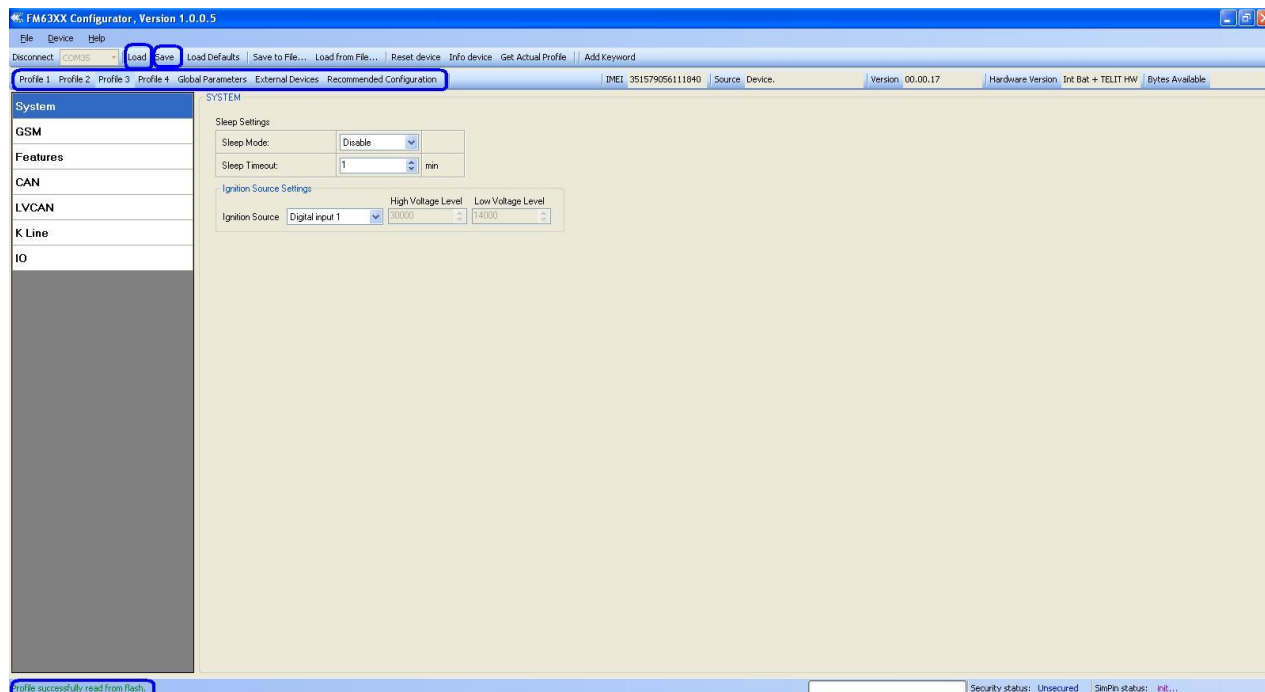 FM63XX Configurator, Version 1.0.0.5
File Device Help
Disconnect COM35 Load Save Load Defaults Save to File... Load from File... Reset device Info device Get Actual Profile Add Keyword
Profile 1 Profile 2 Profile 3 Profile 4 Global Parameters External Devices Recommended Configuration IMEI 351579056111840 Source Device. Version 00.00.17 Hardware Version Int Bat + TELIT HW Bytes Available
System
GSM
Features
CAN
LVCAN
K Line
IO
SYSTEM
Sleep Settings
Sleep Mode: Disable
Sleep Timeout: 1 min
Ignition Source Settings
High Voltage Level Low Voltage Level
Ignition Source Digital input 1 30000 14000
Profile successfully read from flash. Security status: Unsecured SimPin status: init...